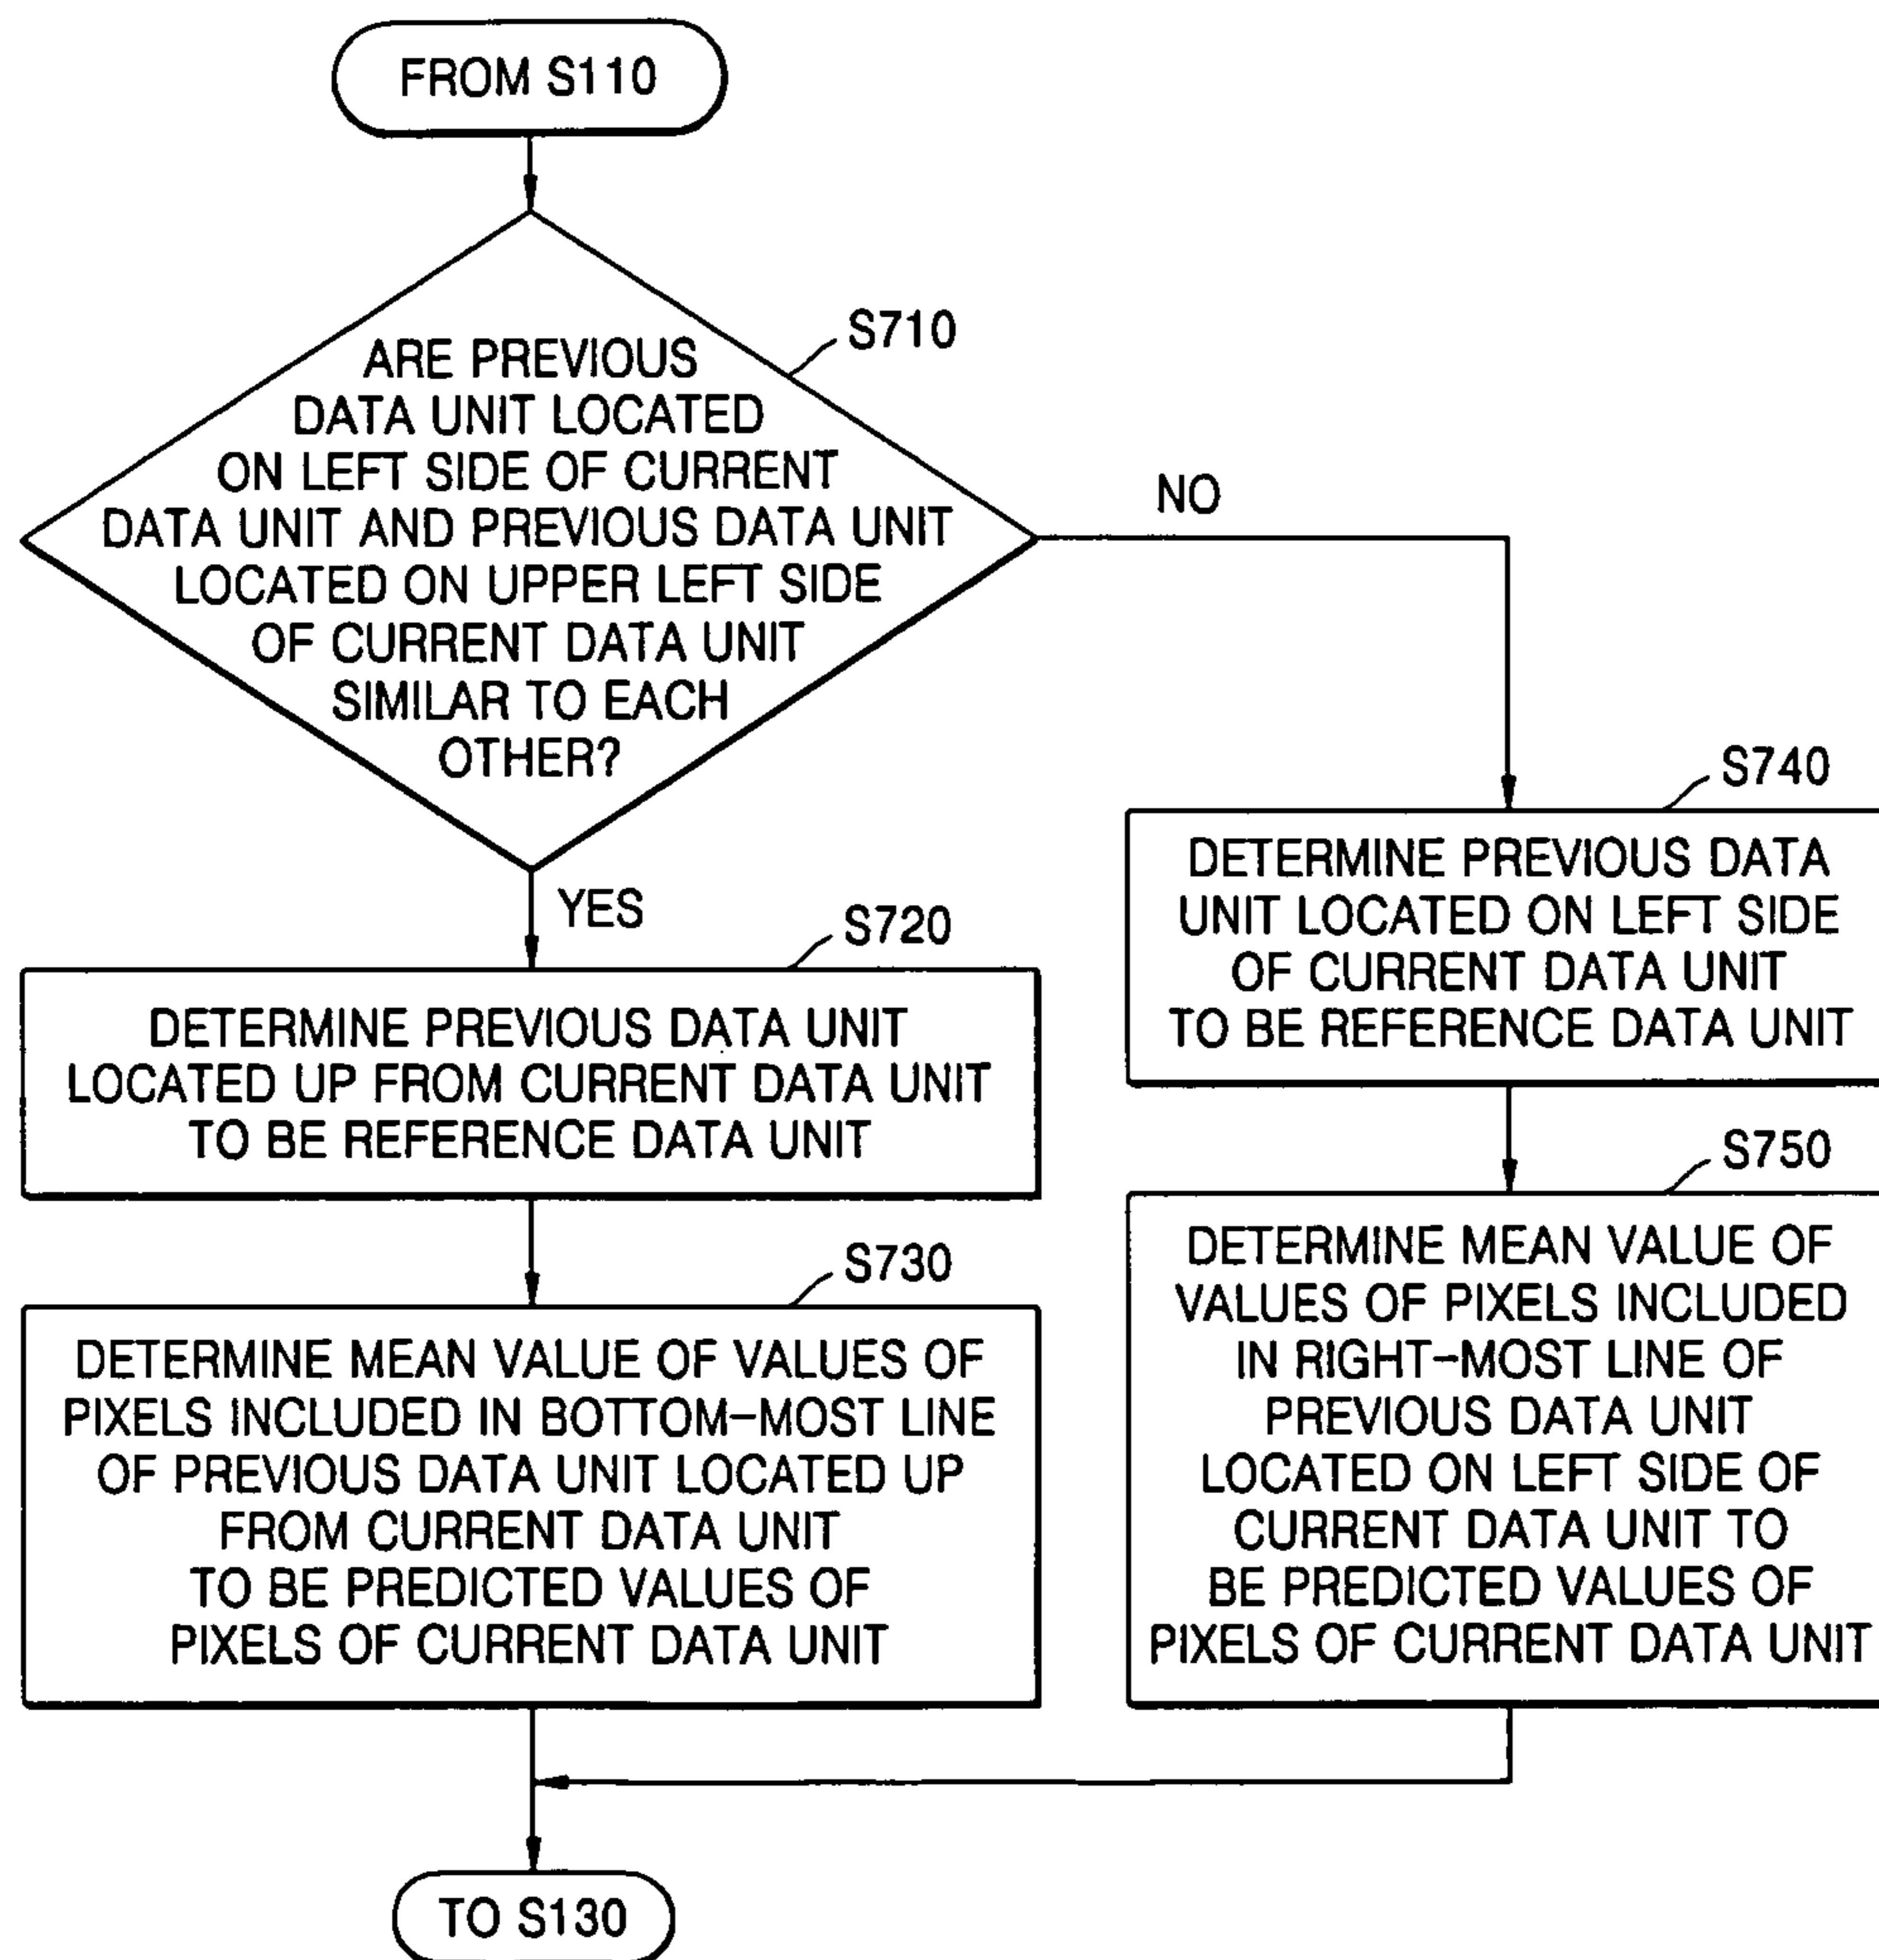 FROM S110
S710
ARE PREVIOUS
DATA UNIT LOCATED
ON LEFT SIDE OF CURRENT
DATA UNIT AND PREVIOUS DATA UNIT
LOCATED ON UPPER LEFT SIDE
OF CURRENT DATA UNIT
SIMILAR TO EACH
OTHER?
NO
YES
S720
DETERMINE PREVIOUS DATA UNIT
LOCATED UP FROM CURRENT DATA UNIT
TO BE REFERENCE DATA UNIT
S730
DETERMINE MEAN VALUE OF VALUES OF
PIXELS INCLUDED IN BOTTOM-MOST LINE
OF PREVIOUS DATA UNIT LOCATED UP
FROM CURRENT DATA UNIT
TO BE PREDICTED VALUES OF
PIXELS OF CURRENT DATA UNIT
S740
DETERMINE PREVIOUS DATA
UNIT LOCATED ON LEFT SIDE
OF CURRENT DATA UNIT
TO BE REFERENCE DATA UNIT
S750
DETERMINE MEAN VALUE OF
VALUES OF PIXELS INCLUDED
IN RIGHT-MOST LINE OF
PREVIOUS DATA UNIT
LOCATED ON LEFT SIDE OF
CURRENT DATA UNIT TO
BE PREDICTED VALUES OF
PIXELS OF CURRENT DATA UNIT
TO S130